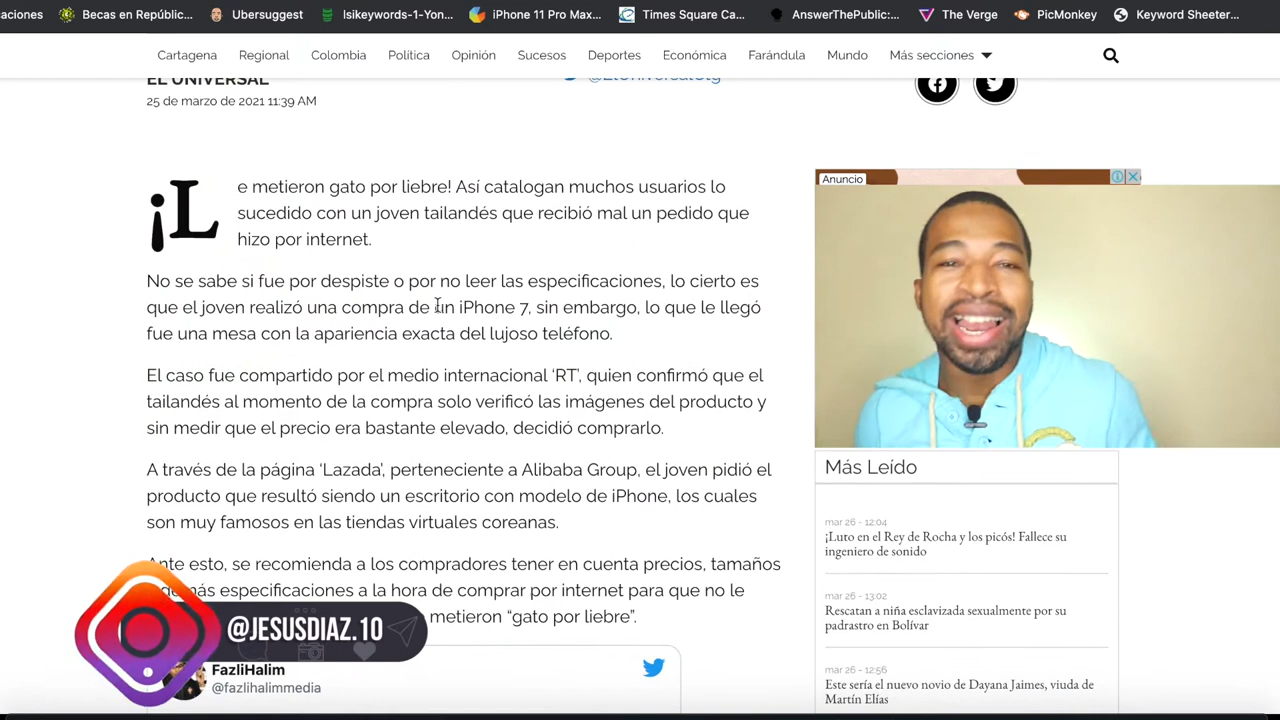 aciones
Becas en Repúblic...
Ubersuggest
Isikeywords-1-Yon...
iPhone 11 Pro Max...
Times Square Ca...
AnswerThePublic:...
The Verge
PicMonkey
Keyword Sheeter...
Cartagena
Regional
Colombia
Política
Opinión
Sucesos
Deportes
Económica
Farándula
Mundo
Más secciones
EL UNIVERSAL
@ElUniversalCtg
25 de marzo de 2021 11:39 AM
¡Le metieron gato por liebre! Así catalogan muchos usuarios lo
sucedido con un joven tailandés que recibió mal un pedido que
hizo por internet.
No se sabe si fue por despiste o por no leer las especificaciones, lo cierto es
que el joven realizó una compra de un iPhone 7, sin embargo, lo que le llegó
fue una mesa con la apariencia exacta del lujoso teléfono.
El caso fue compartido por el medio internacional ‘RT’, quien confirmó que el
tailandés al momento de la compra solo verificó las imágenes del producto y
sin medir que el precio era bastante elevado, decidió comprarlo.
A través de la página ‘Lazada’, perteneciente a Alibaba Group, el joven pidió el
producto que resultó siendo un escritorio con modelo de iPhone, los cuales
son muy famosos en las tiendas virtuales coreanas.
Ante esto, se recomienda a los compradores tener en cuenta precios, tamaños
más especificaciones a la hora de comprar por internet para que no le
metieron “gato por liebre”.
@JESUSDIAZ.10
FazliHalim
@fazlihalimmedia
Anuncio
Más Leído
mar 26 - 12:04
¡Luto en el Rey de Rocha y los picós! Fallece su
ingeniero de sonido
mar 26 - 13:02
Rescatan a niña esclavizada sexualmente por su
padrastro en Bolívar
mar 26 - 12:56
Este sería el nuevo novio de Dayana Jaimes, viuda de
Martín Elías